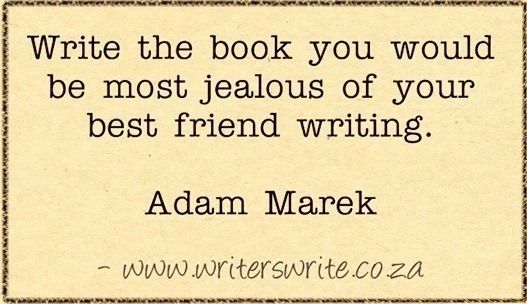 Write the book you would
be most jealous of your
best friend writing.
Adam Marek
- www.writerswrite.co.za